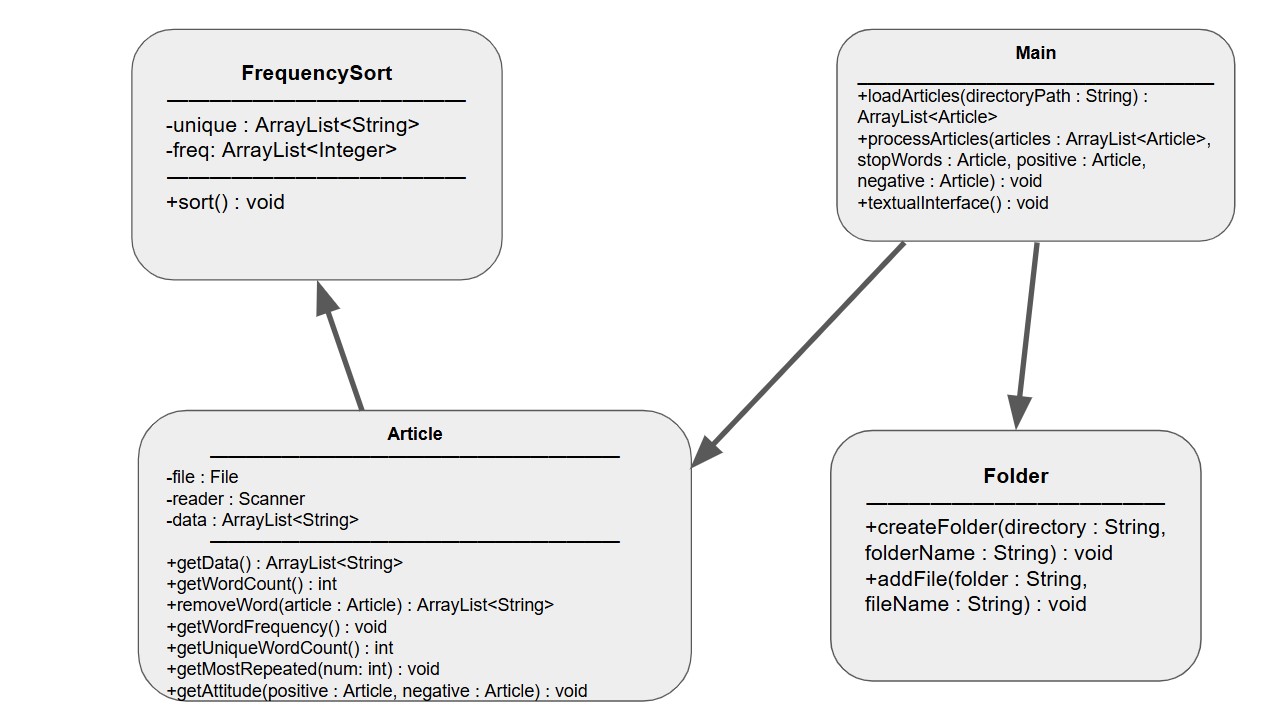 FrequencySort
-unique : ArrayList<String>
-freq: ArrayList<Integer>
+sort() : void
Main
+loadArticles(directoryPath : String) :
ArrayList<Article>
+processArticles(articles : ArrayList<Article>,
stopWords : Article, positive : Article,
negative : Article) : void
+textualInterface() : void
Article
-file : File
-reader : Scanner
-data : ArrayList<String>
+getData() : ArrayList<String>
+getWordCount() : int
+removeWord(article : Article) : ArrayList<String>
+getWordFrequency() : void
+getUniqueWordCount() : int
+getMostRepeated(num: int) : void
+getAttitude(positive : Article, negative : Article) : void
Folder
+createFolder(directory : String,
folderName : String) : void
+addFile(folder : String,
fileName : String) : void